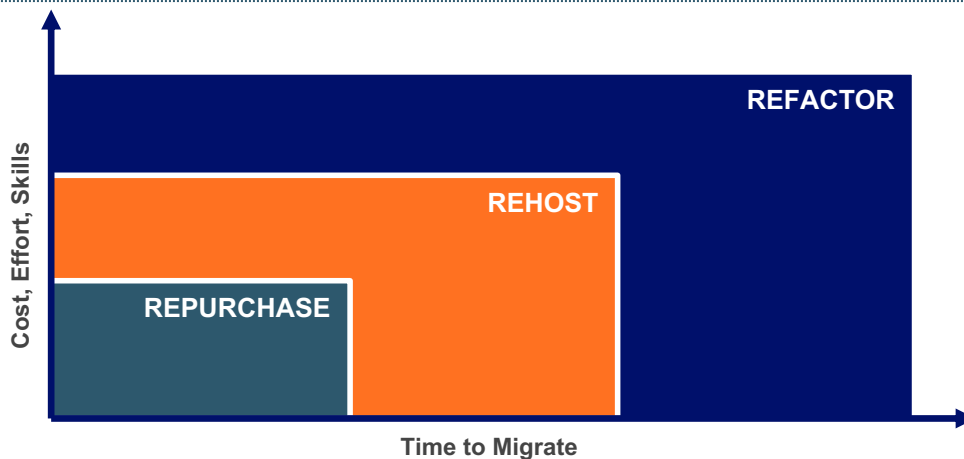 REFACTOR
REHOST
REPURCHASE
Cost, Effort, Skills
Time to Migrate